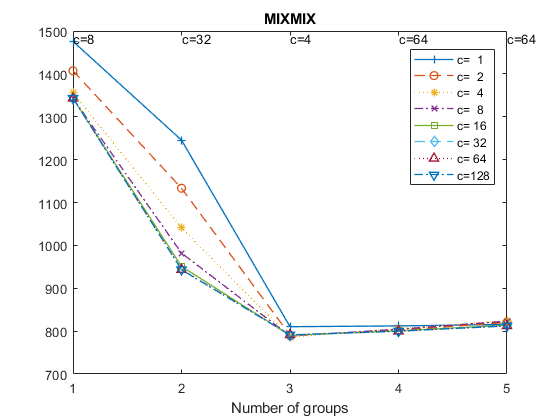 MIXMIX
c=8 c=32 c=4 c=64 c=64
1500
1400
1300
1200
1100
1000
900
800
700
c= 1
c= 2
c= 4
c= 8
c= 16
c= 32
c= 64
c=128
1 2 3 4 5
Number of groups